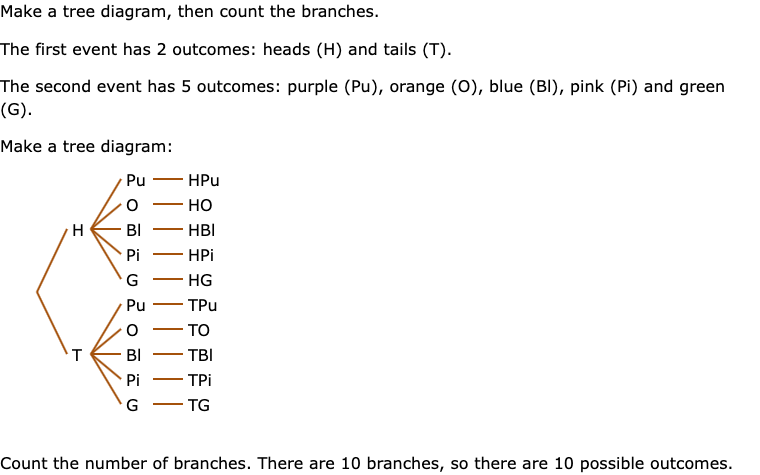 Make a tree diagram, then count the branches.
The first event has 2 outcomes: heads (H) and tails (T).
The second event has 5 outcomes: purple (Pu), orange (O), blue (Bl), pink (Pi) and green
(G).
Make a tree diagram:
Pu HPu
O HO
H Bl HBl
Pi HPi
G HG
Pu TPu
O TO
T Bl TBl
Pi TPi
G TG
Count the number of branches. There are 10 branches, so there are 10 possible outcomes.